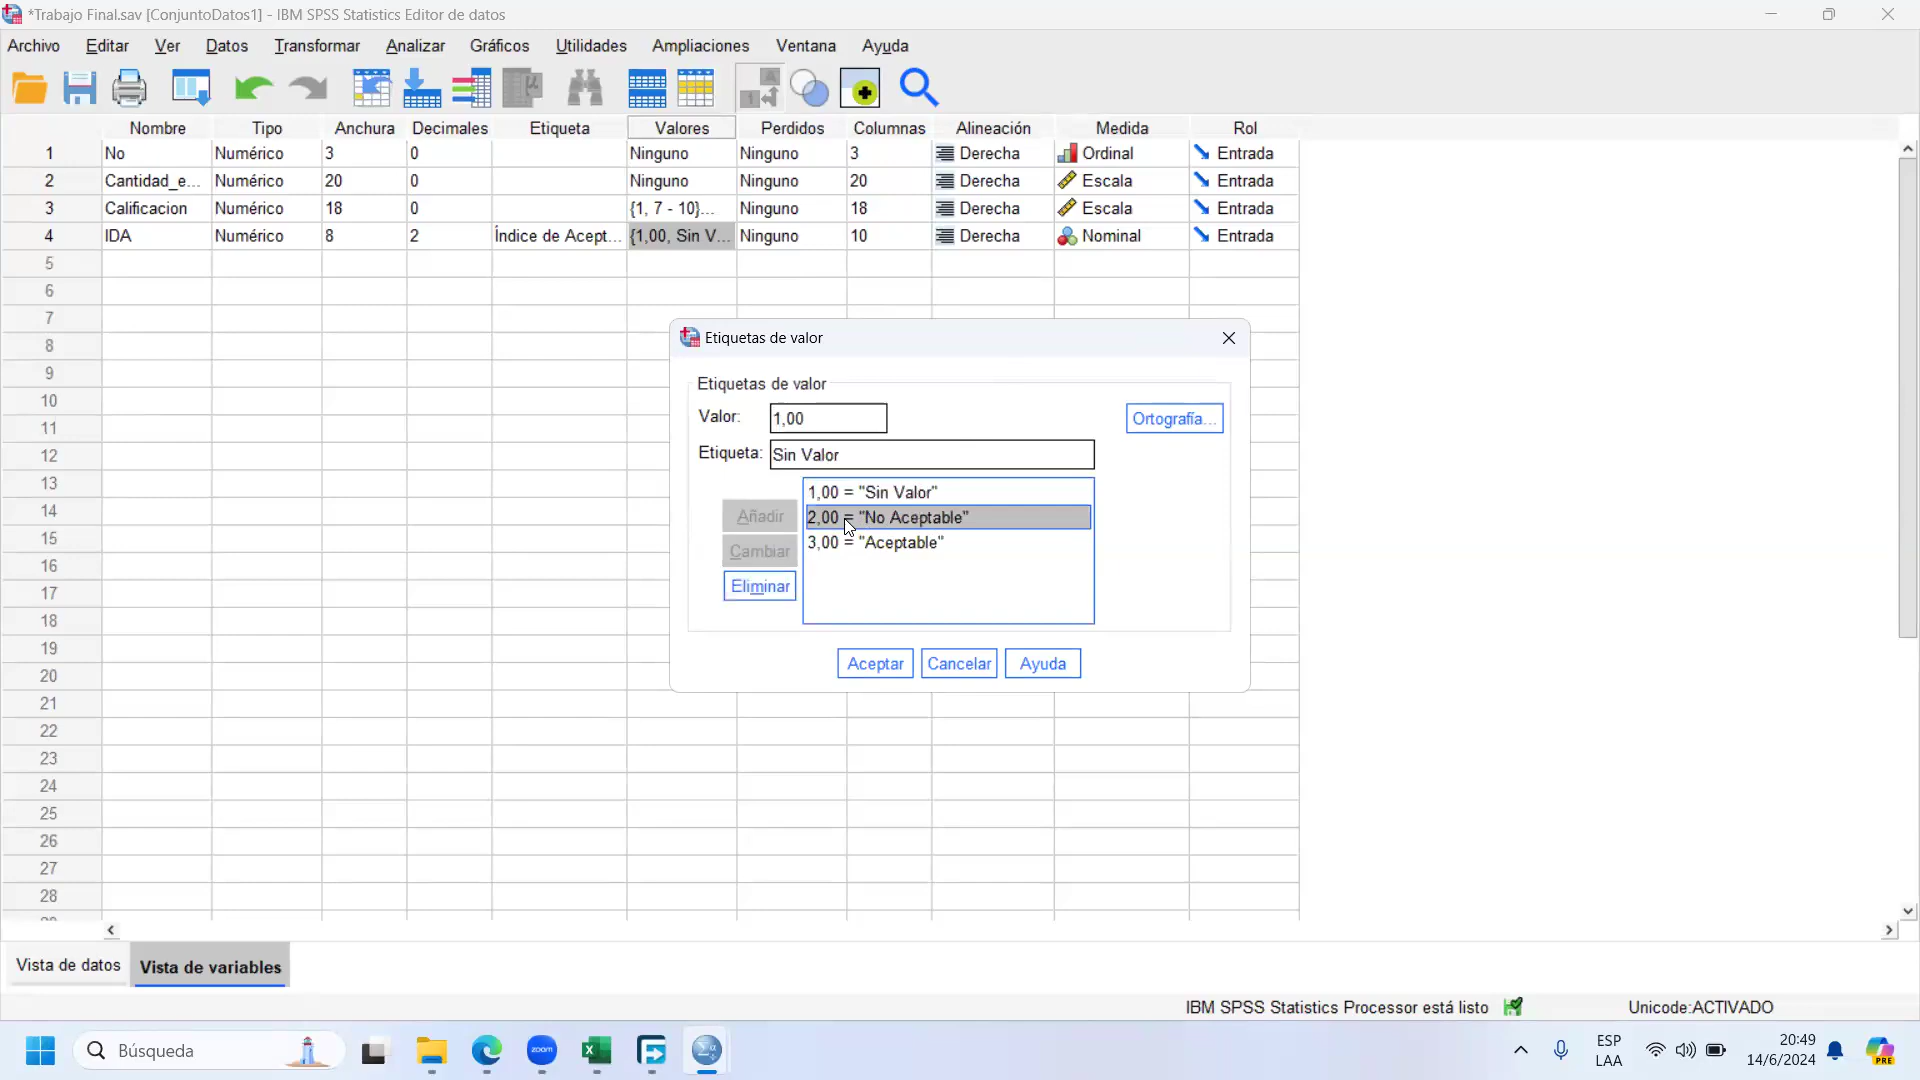 *Trabajo Final.sav [ConjuntoDatos1] - IBM SPSS Statistics Editor de datos
Archivo Editar Ver Datos Transformar Analizar Gráficos Utilidades Ampliaciones Ventana Ayuda
Nombre Tipo Anchura Decimales Etiqueta Valores Perdidos Columnas Alineación Medida Rol
1 No Numérico 3 0 Ninguno Ninguno 3 Derecha Ordinal Entrada
2 Cantidad_e... Numérico 20 0 Ninguno Ninguno 20 Derecha Escala Entrada
3 Calificacion Numérico 18 0 {1, 7 - 10}... Ninguno 18 Derecha Escala Entrada
4 IDA Numérico 8 2 Índice de Acept... {1,00, Sin V... Ninguno 10 Derecha Nominal Entrada
5
6
7
8
9
10
11
12
13
14
15
16
17
18
19
20
21
22
23
24
25
26
27
28
Etiquetas de valor
Etiquetas de valor
Valor: 1,00 Ortografía...
Etiqueta: Sin Valor
1,00 = "Sin Valor"
Añadir 2,00 = "No Aceptable"
3,00 = "Aceptable"
Cambiar
Eliminar
Aceptar Cancelar Ayuda
Vista de datos Vista de variables
IBM SPSS Statistics Processor está listo Unicode:ACTIVADO
Búsqueda zoom ESP LAA 20:49 14/6/2024 PRE